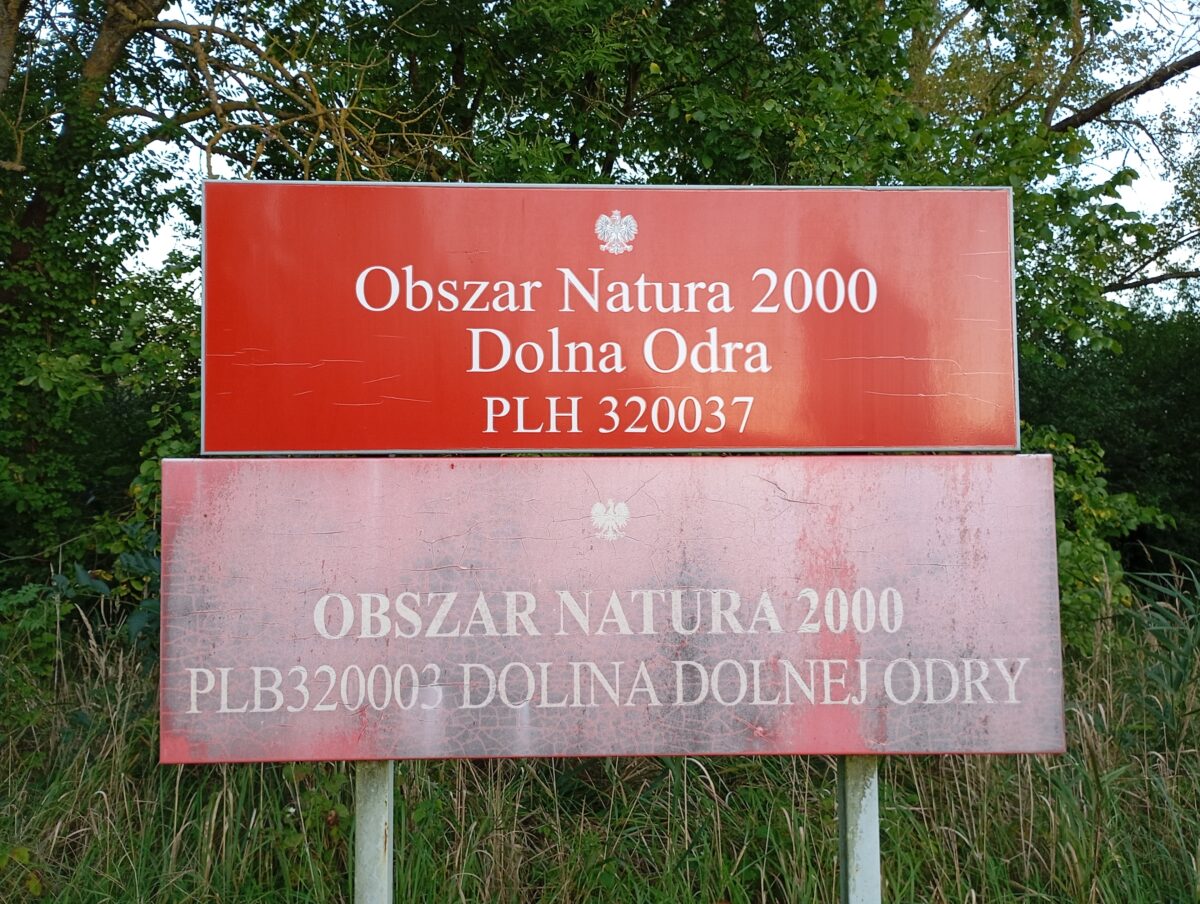 Obszar Natura 2000
Dolna Odra
PLH 320037
OBSZAR NATURA 2000
PLB320003 DOLINA DOLNEJ ODRY